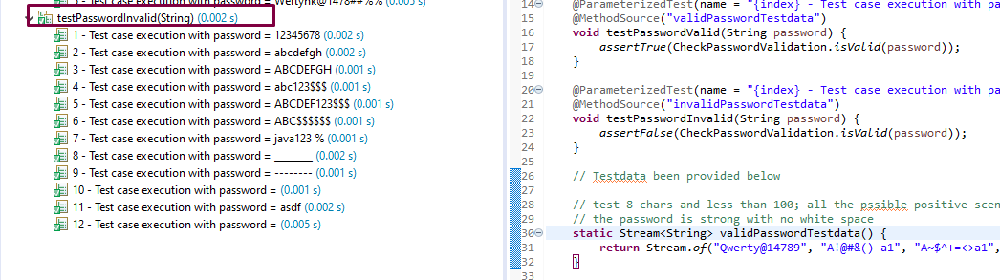 5 - Test case execution with password = Wertyhk@1478##%% (0.005 s)
testPasswordInvalid(String) (0.002 s)
1 - Test case execution with password = 12345678 (0.002 s)
2 - Test case execution with password = abcdefgh (0.002 s)
3 - Test case execution with password = ABCDEFGH (0.001 s)
4 - Test case execution with password = abc123$$$ (0.001 s)
5 - Test case execution with password = ABCDEF123$$$ (0.001 s)
6 - Test case execution with password = ABC$$$$$$ (0.001 s)
7 - Test case execution with password = java123 % (0.001 s)
8 - Test case execution with password = ________ (0.002 s)
9 - Test case execution with password = -------- (0.001 s)
10 - Test case execution with password = (0.001 s)
11 - Test case execution with password = asdf (0.002 s)
12 - Test case execution with password = (0.005 s)
14 @ParameterizedTest(name = "{index} - Test case execution with pa
15 @MethodSource("validPasswordTestdata")
16 void testPasswordValid(String password) {
17 assertTrue(CheckPasswordValidation.isValid(password));
18 }
19
20 @ParameterizedTest(name = "{index} - Test case execution with pa
21 @MethodSource("invalidPasswordTestdata")
22 void testPasswordInvalid(String password) {
23 assertFalse(CheckPasswordValidation.isValid(password));
24 }
25
26 // Testdata been provided below
27
28 // test 8 chars and less than 100; all the pssible positive scen
29 // the password is strong with no white space
30 static Stream<String> validPasswordTestdata() {
31 return Stream.of("Qwerty@14789", "A!@#&()–a1", "A~$^+=<>a1",
32 }
33